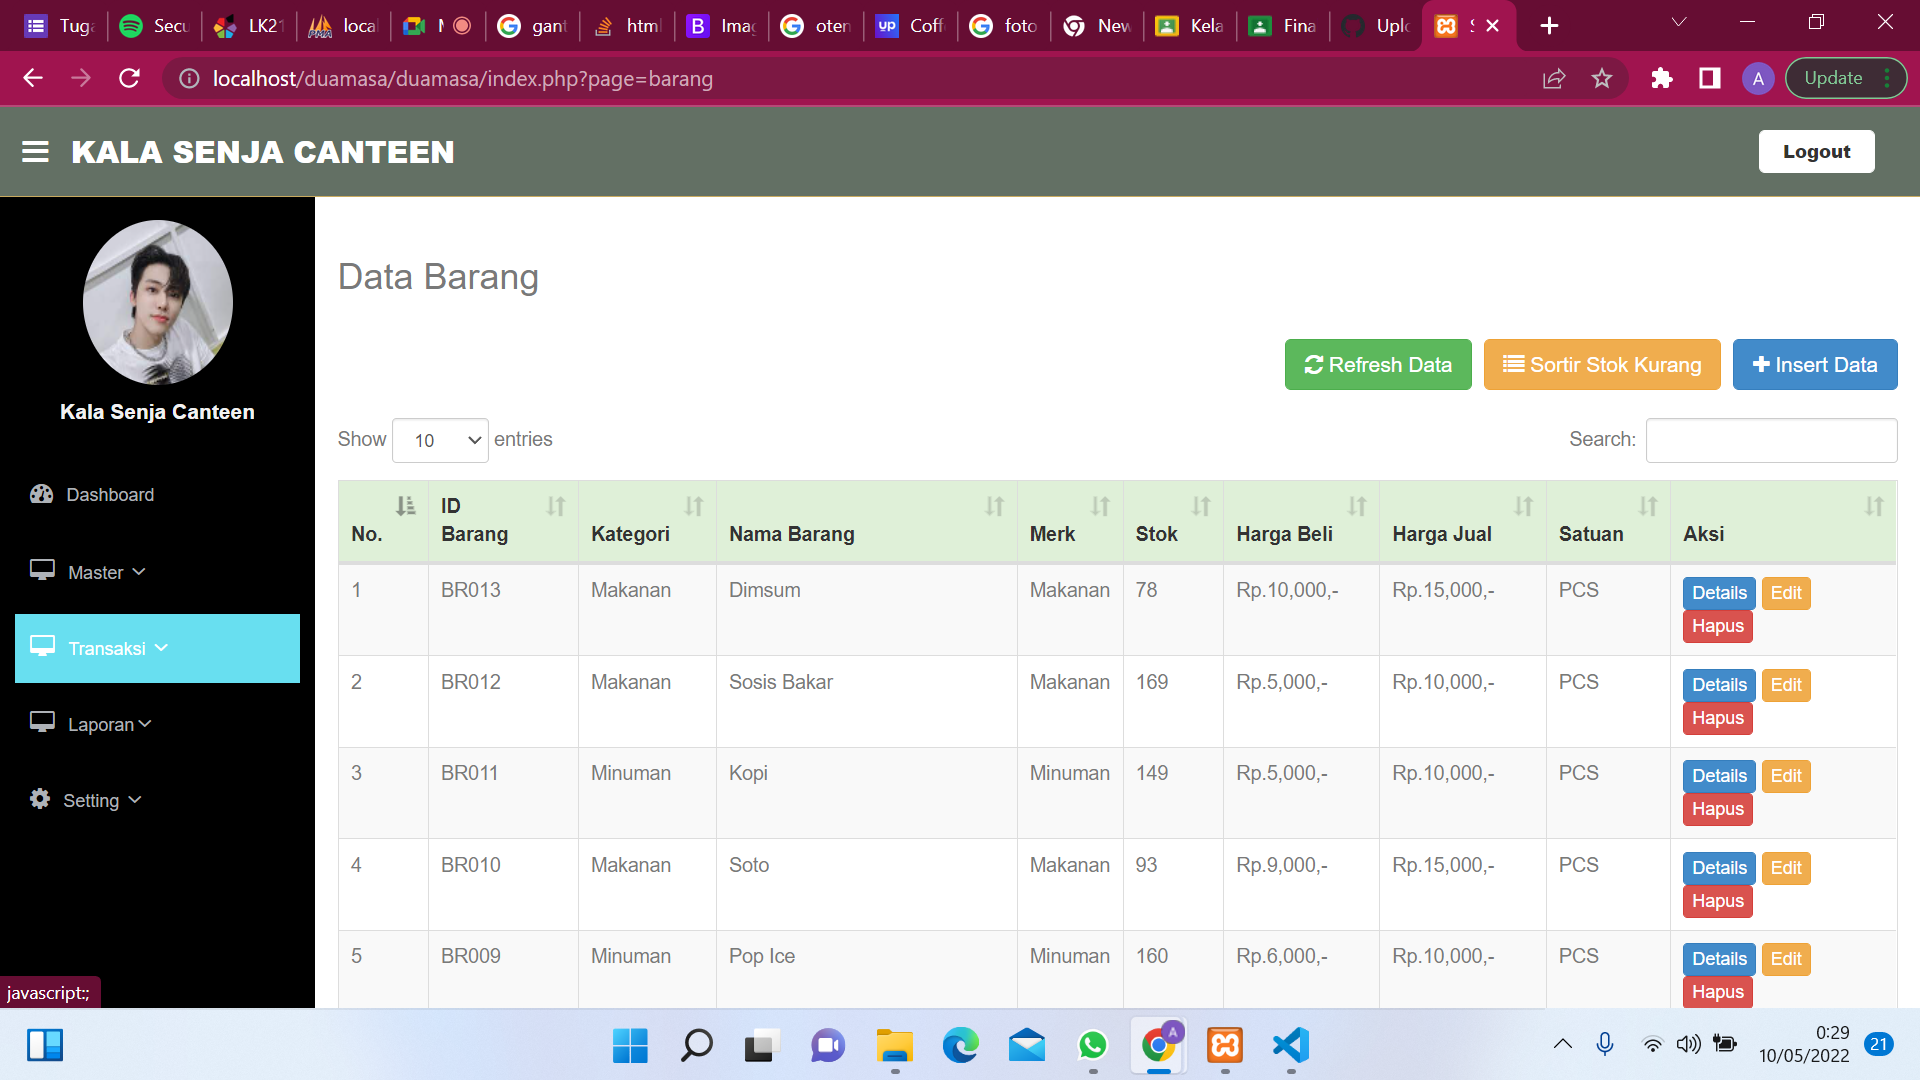 Tuga
Secu
LK21
loca
gant
html
Imag
oten
Coff
foto
New
Kela
Fina
Uplo
localhost/duamasa/duamasa/index.php?page=barang
A
Update
KALA SENJA CANTEEN
Logout
Kala Senja Canteen
Dashboard
Master
Transaksi
Laporan
Setting
Data Barang
Refresh Data
Sortir Stok Kurang
Insert Data
Show 10 entries
Search:
No. ID Barang Kategori Nama Barang Merk Stok Harga Beli Harga Jual Satuan Aksi
1 BR013 Makanan Dimsum Makanan 78 Rp.10,000,- Rp.15,000,- PCS Details Edit
Hapus
2 BR012 Makanan Sosis Bakar Makanan 169 Rp.5,000,- Rp.10,000,- PCS Details Edit
Hapus
3 BR011 Minuman Kopi Minuman 149 Rp.5,000,- Rp.10,000,- PCS Details Edit
Hapus
4 BR010 Makanan Soto Makanan 93 Rp.9,000,- Rp.15,000,- PCS Details Edit
Hapus
5 BR009 Minuman Pop Ice Minuman 160 Rp.6,000,- Rp.10,000,- PCS Details Edit
Hapus
javascript:;
0:29
10/05/2022
21